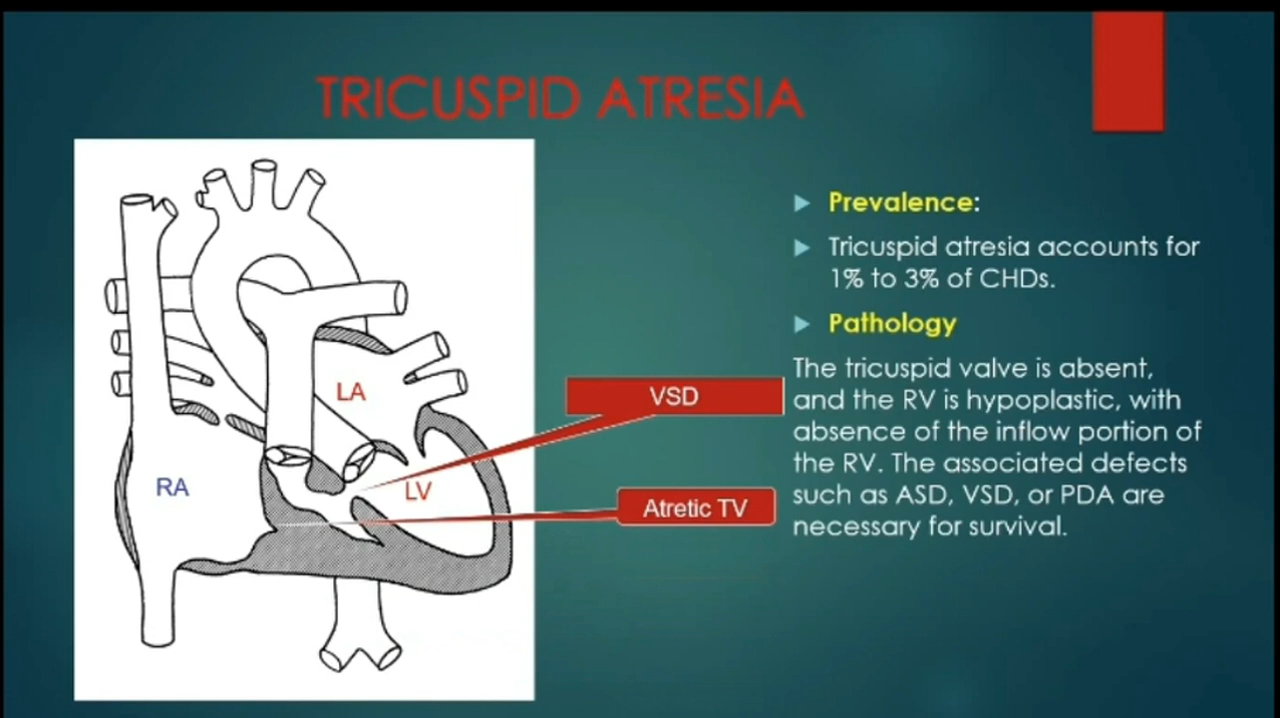 TRICUSPID ATRESIA
LA
RA
LV
VSD
Atretic TV
Prevalence:
Tricuspid atresia accounts for
1% to 3% of CHDs.
Pathology
The tricuspid valve is absent,
and the RV is hypoplastic, with
absence of the inflow portion of
the RV. The associated defects
such as ASD, VSD, or PDA are
necessary for survival.